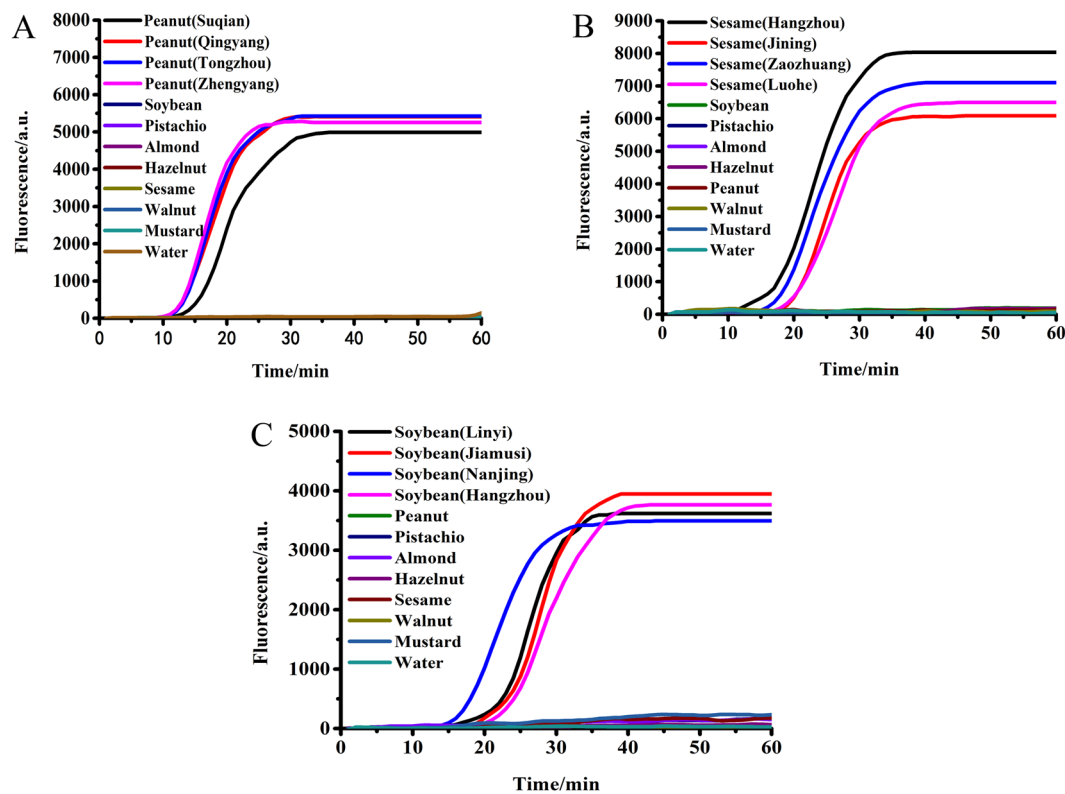 A
8000
7000
6000
5000
4000
3000
2000
1000
0
Fluorescence/a.u.
Peanut(Suqian)
Peanut(Qingyang)
Peanut(Tongzhou)
Peanut(Zhengyang)
Soybean
Pistachio
Almond
Hazelnut
Sesame
Walnut
Mustard
Water
0 10 20 30 40 50 60
Time/min
B
9000
8000
7000
6000
5000
4000
3000
2000
1000
0
Fluorescence/a.u.
Sesame(Hangzhou)
Sesame(Jining)
Sesame(Zaozhuang)
Sesame(Luohe)
Soybean
Pistachio
Almond
Hazelnut
Peanut
Walnut
Mustard
Water
0 10 20 30 40 50 60
Time/min
C
5000
4000
3000
2000
1000
0
Fluorescence/a.u.
Soybean(Linyi)
Soybean(Jiamusi)
Soybean(Nanjing)
Soybean(Hangzhou)
Peanut
Pistachio
Almond
Hazelnut
Sesame
Walnut
Mustard
Water
0 10 20 30 40 50 60
Time/min